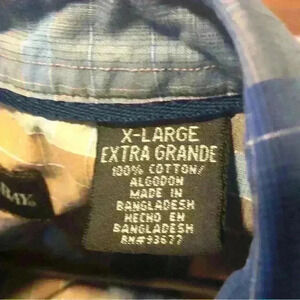 X-LARGE
EXTRA GRANDE
100% COTTON/
ALGODON
MADE IN
BANGLADESH
HECHO EN
BANGLADESH
RN#93677